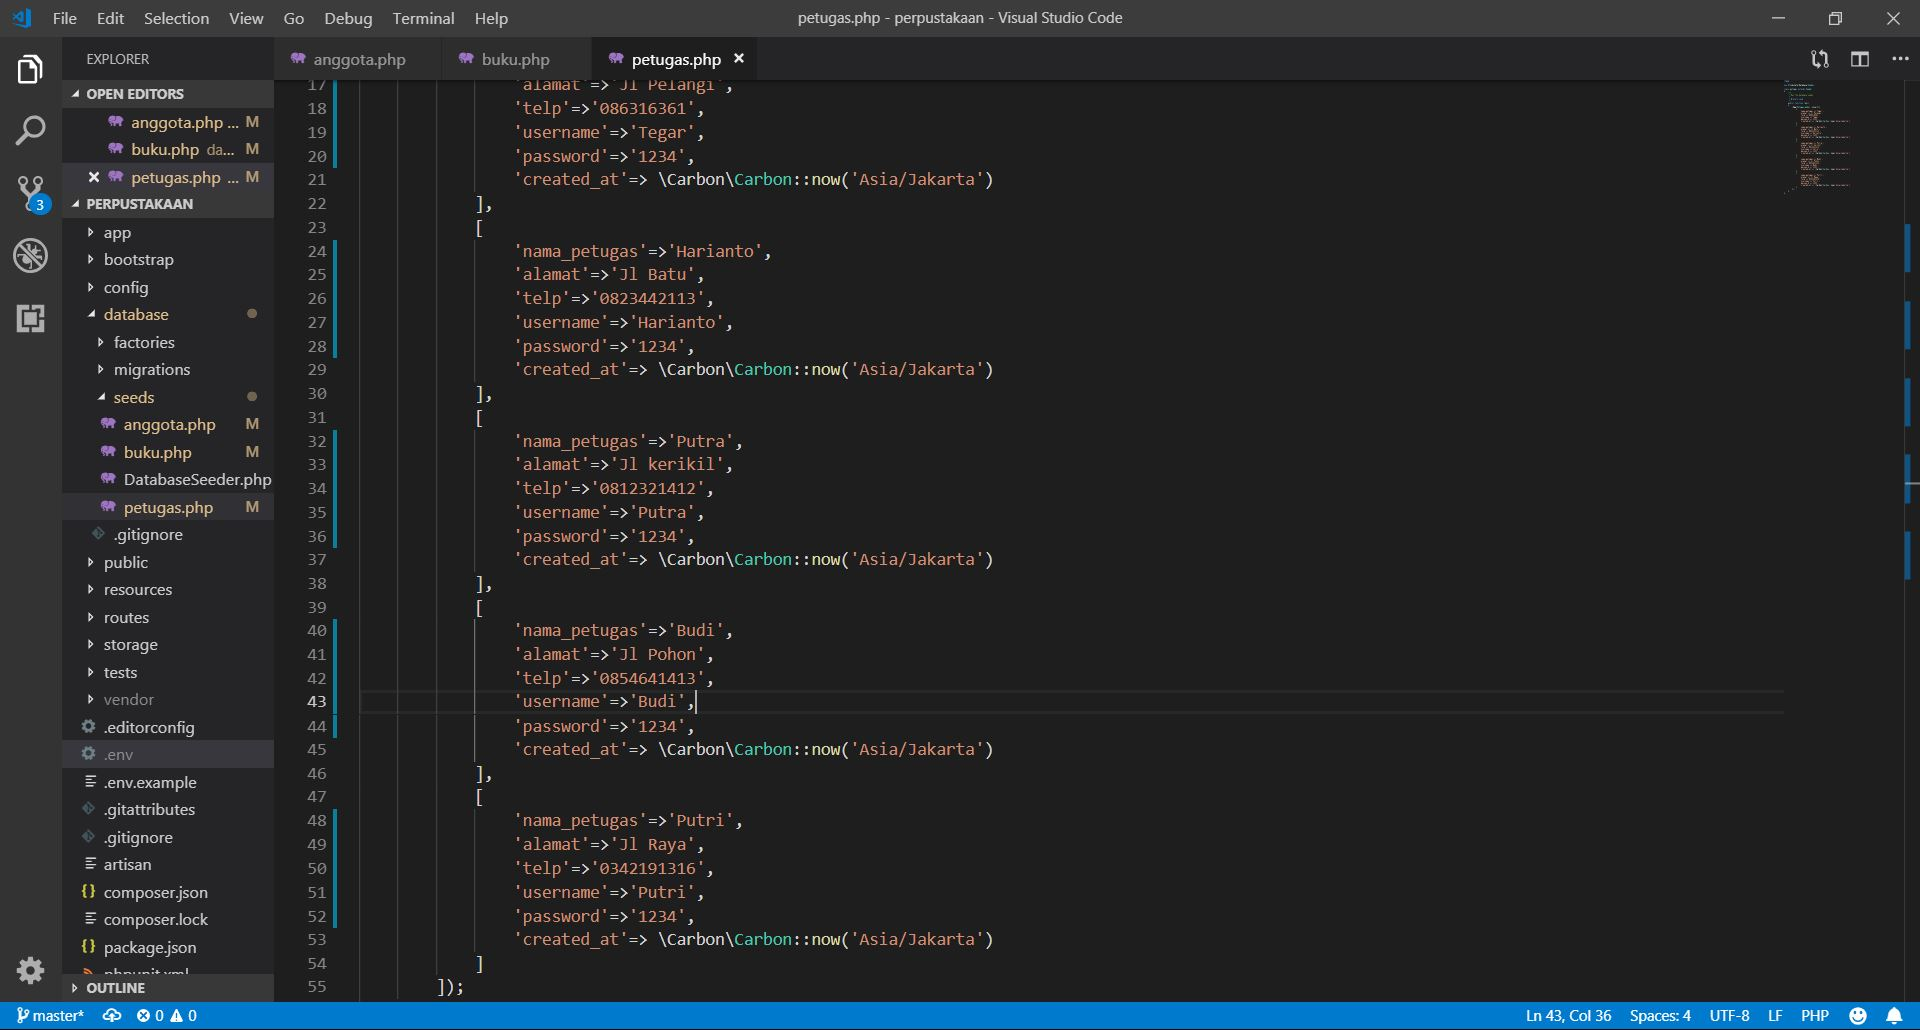 File Edit Selection View Go Debug Terminal Help
petugas.php - perpustakaan - Visual Studio Code
EXPLORER
anggota.php
buku.php
petugas.php
OPEN EDITORS
anggota.php ... M
buku.php da... M
petugas.php ... M
3
PERPUSTAKAAN
app
bootstrap
config
database
factories
migrations
seeds
anggota.php M
buku.php M
DatabaseSeeder.php
petugas.php M
.gitignore
public
resources
routes
storage
tests
vendor
.editorconfig
.env
.env.example
.gitattributes
.gitignore
artisan
composer.json
composer.lock
package.json
phpunit.xml
OUTLINE
17 'alamat'=>'Jl Pelangi',
18 'telp'=>'086316361',
19 'username'=>'Tegar',
20 'password'=>'1234',
21 'created_at'=> \Carbon\Carbon::now('Asia/Jakarta')
22 ],
23 [
24 'nama_petugas'=>'Harianto',
25 'alamat'=>'Jl Batu',
26 'telp'=>'0823442113',
27 'username'=>'Harianto',
28 'password'=>'1234',
29 'created_at'=> \Carbon\Carbon::now('Asia/Jakarta')
30 ],
31 [
32 'nama_petugas'=>'Putra',
33 'alamat'=>'Jl kerikil',
34 'telp'=>'0812321412',
35 'username'=>'Putra',
36 'password'=>'1234',
37 'created_at'=> \Carbon\Carbon::now('Asia/Jakarta')
38 ],
39 [
40 'nama_petugas'=>'Budi',
41 'alamat'=>'Jl Pohon',
42 'telp'=>'0854641413',
43 'username'=>'Budi',
44 'password'=>'1234',
45 'created_at'=> \Carbon\Carbon::now('Asia/Jakarta')
46 ],
47 [
48 'nama_petugas'=>'Putri',
49 'alamat'=>'Jl Raya',
50 'telp'=>'0342191316',
51 'username'=>'Putri',
52 'password'=>'1234',
53 'created_at'=> \Carbon\Carbon::now('Asia/Jakarta')
54 ]
55 ]);
master* 0 0
Ln 43, Col 36 Spaces: 4 UTF-8 LF PHP